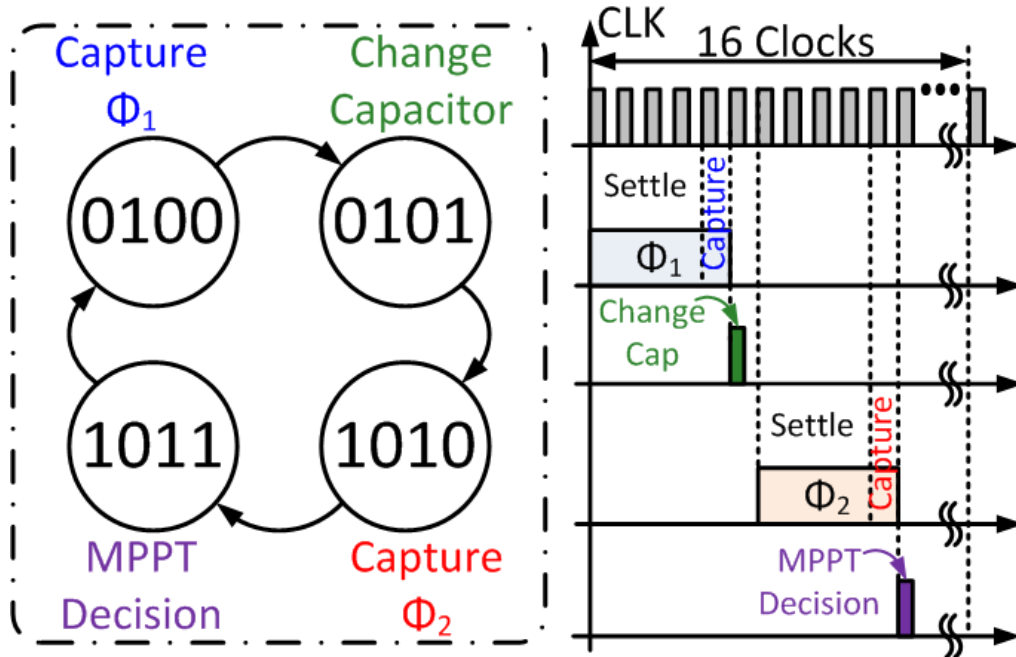 Capture
Φ₁
Change
Capacitor
0100
0101
1011
1010
MPPT
Decision
Capture
Φ₂
CLK
16 Clocks
Settle
Capture
Φ₁
Change
Cap
Settle
Capture
Φ₂
MPPT
Decision